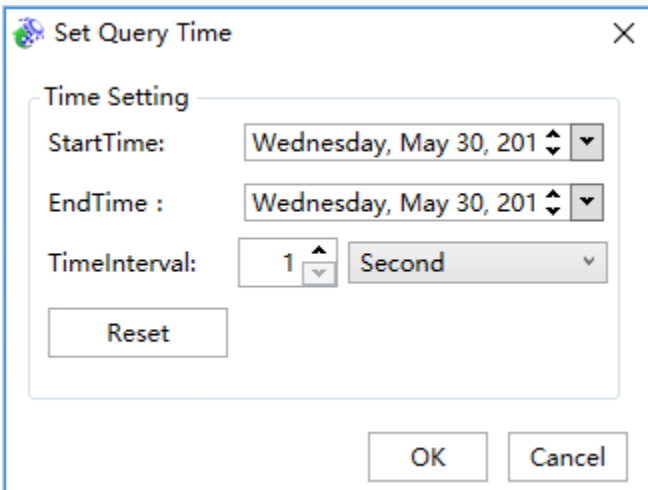 Set Query Time
Time Setting
StartTime: Wednesday, May 30, 201
EndTime : Wednesday, May 30, 201
TimeInterval: 1 Second
Reset
OK Cancel